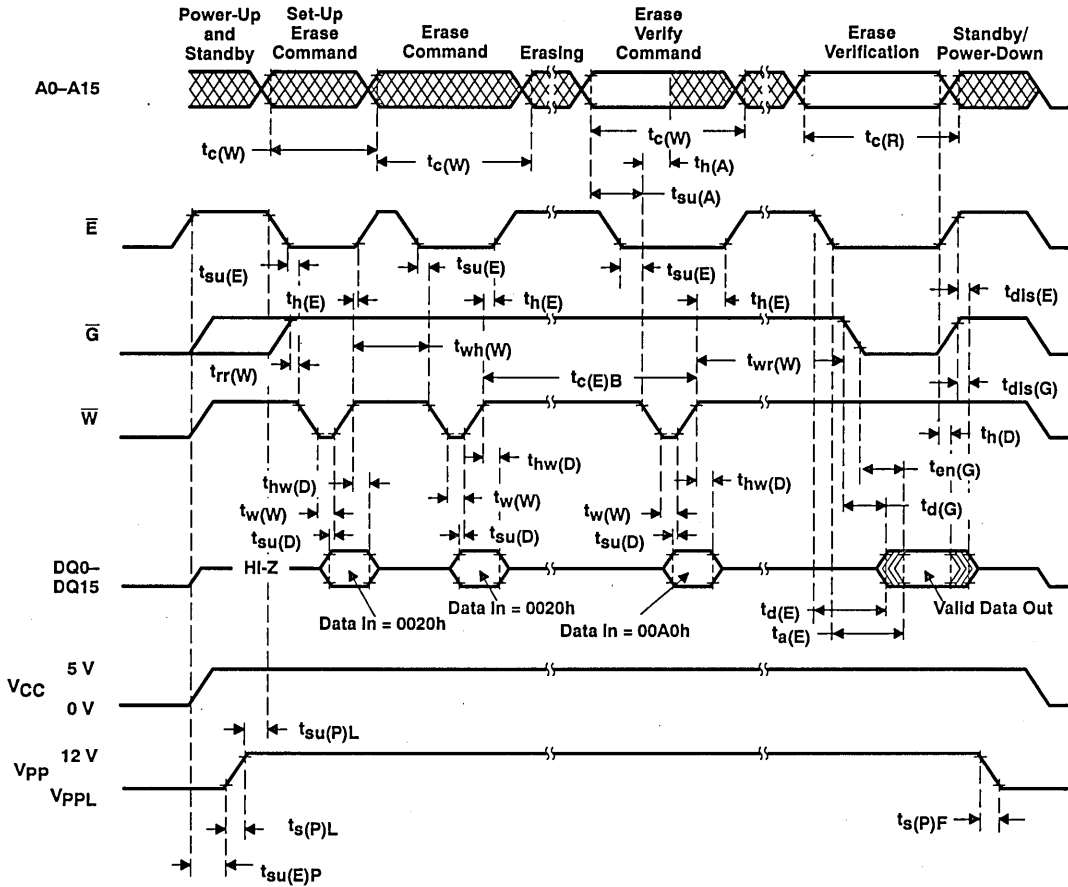 Power-Up and Standby
Set-Up Erase Command
Erase Command
Erasing
Erase Verify Command
Erase Verification
Standby/ Power-Down
A0–A15
tc(W)
tc(W)
tc(W)
tc(R)
th(A)
tsu(A)
E
tsu(E)
tsu(E)
tsu(E)
th(E)
th(E)
th(E)
tdis(E)
G
trr(W)
twh(W)
tc(E)B
twr(W)
tdis(G)
W
th(D)
thw(D)
thw(D)
thw(D)
ten(G)
tw(W)
tw(W)
tw(W)
td(G)
tsu(D)
tsu(D)
tsu(D)
DQ0–
DQ15
HI-Z
Data In = 0020h
Data In = 0020h
Data In = 00A0h
Valid Data Out
td(E)
ta(E)
5 V
VCC
0 V
tsu(P)L
12 V
VPP
VPPL
ts(P)L
ts(P)F
tsu(E)P